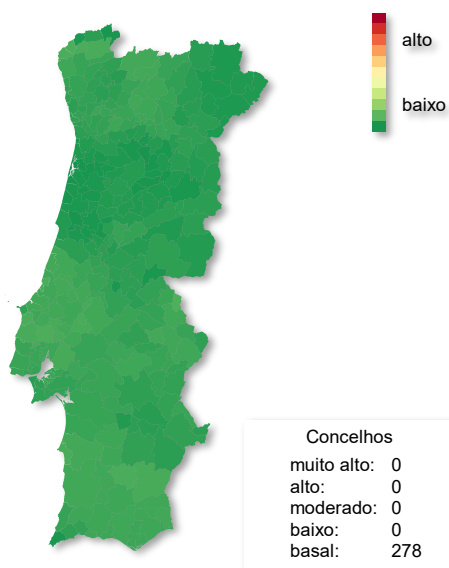 alto
baixo
Concelhos
muito alto: 0
alto: 0
moderado: 0
baixo: 0
basal: 278